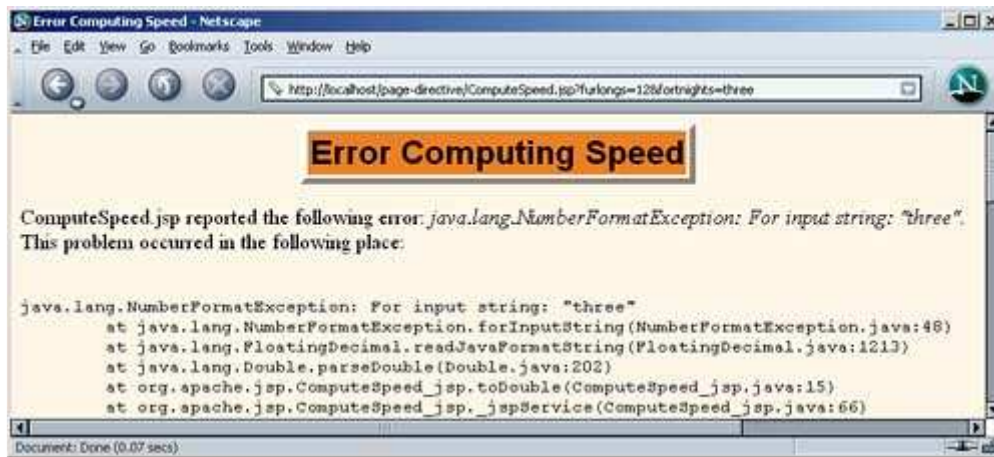 Error Computing Speed - Netscape
File Edit View Go Bookmarks Tools Window Help
http://localhost/page-directive/ComputeSpeed.jsp?furlongs=12&fortnights=three
N
Error Computing Speed
ComputeSpeed.jsp reported the following error: java.lang.NumberFormatException: For input string: "three".
This problem occurred in the following place:
java.lang.NumberFormatException: For input string: "three"
at java.lang.NumberFormatException.forInputString(NumberFormatException.java:48)
at java.lang.FloatingDecimal.readJavaFormatString(FloatingDecimal.java:1213)
at java.lang.Double.parseDouble(Double.java:202)
at org.apache.jsp.ComputeSpeed_jsp.toDouble(ComputeSpeed_jsp.java:15)
at org.apache.jsp.ComputeSpeed_jsp._jspService(ComputeSpeed_jsp.java:66)
Document: Done (0.07 secs)